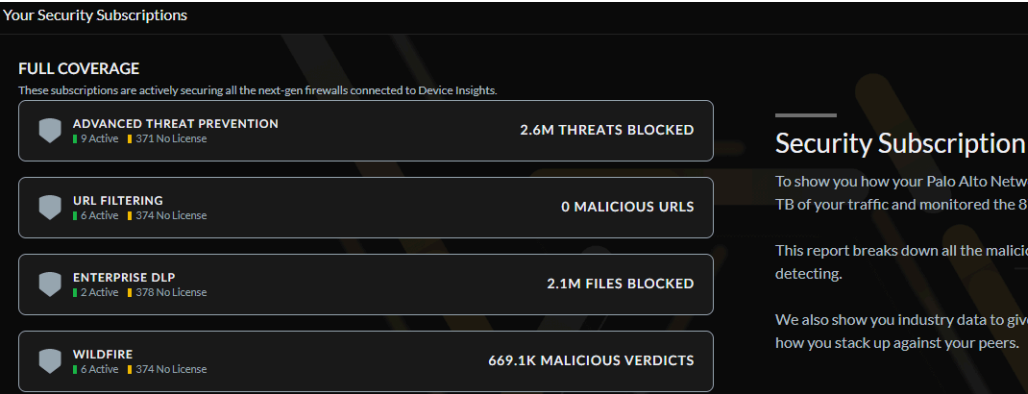 Your Security Subscriptions
FULL COVERAGE
These subscriptions are actively securing all the next-gen firewalls connected to Device Insights.
ADVANCED THREAT PREVENTION
9 Active 371 No License
2.6M THREATS BLOCKED
URL FILTERING
6 Active 374 No License
0 MALICIOUS URLS
ENTERPRISE DLP
2 Active 378 No License
2.1M FILES BLOCKED
WILDFIRE
6 Active 374 No License
669.1K MALICIOUS VERDICTS
Security Subscription
To show you how your Palo Alto Netw
TB of your traffic and monitored the 8
This report breaks down all the malicio
detecting.
We also show you industry data to give
how you stack up against your peers.